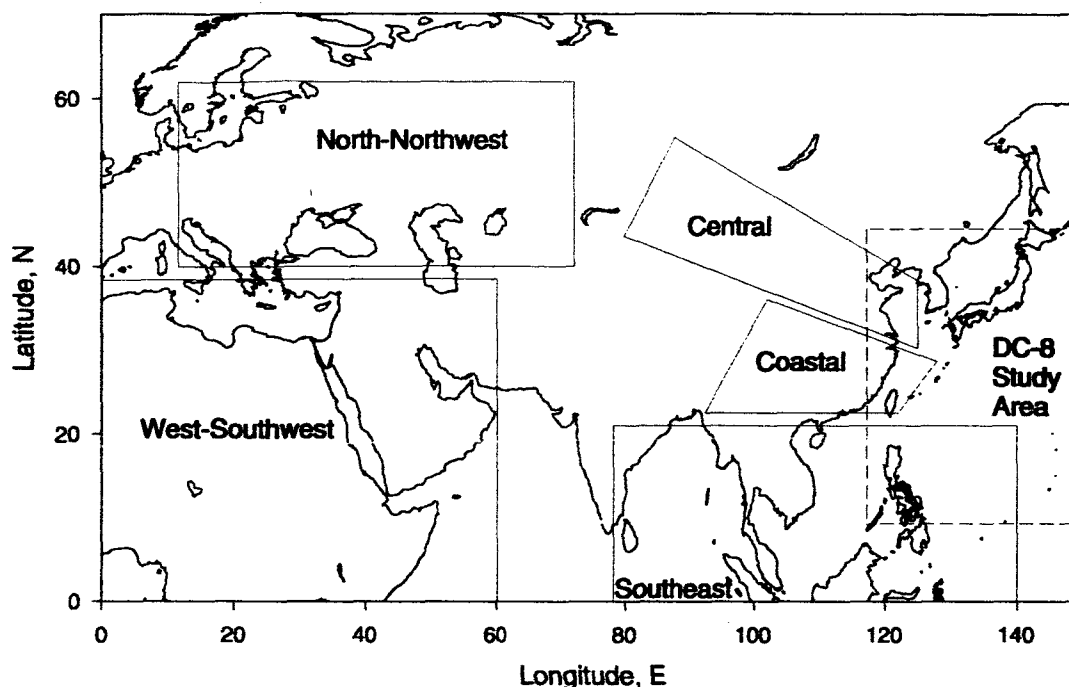 60
40
20
0
Latitude, N
North-Northwest
Central
Coastal
DC-8
Study
Area
West-Southwest
Southeast
0
20
40
60
80
100
120
140
Longitude, E